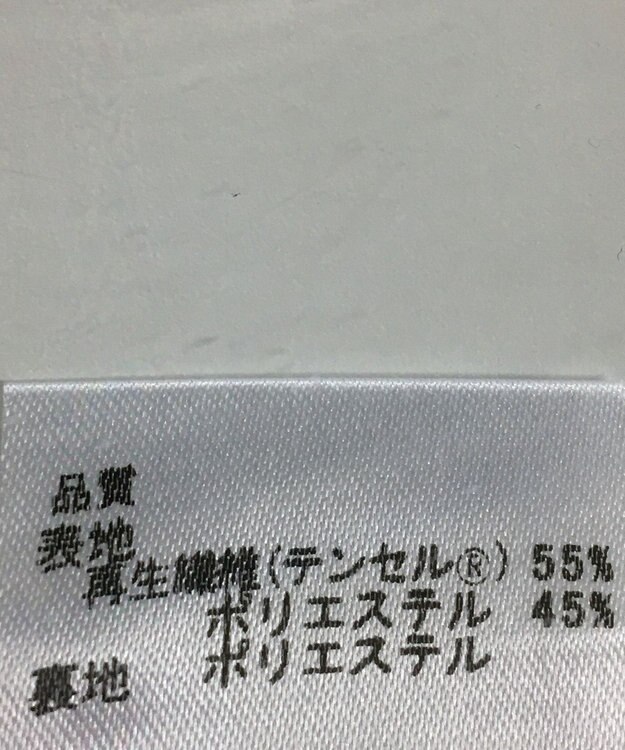 品質
表地
再生繊維(テンセル®) 55%
ポリエステル 45%
裏地 ポリエステル